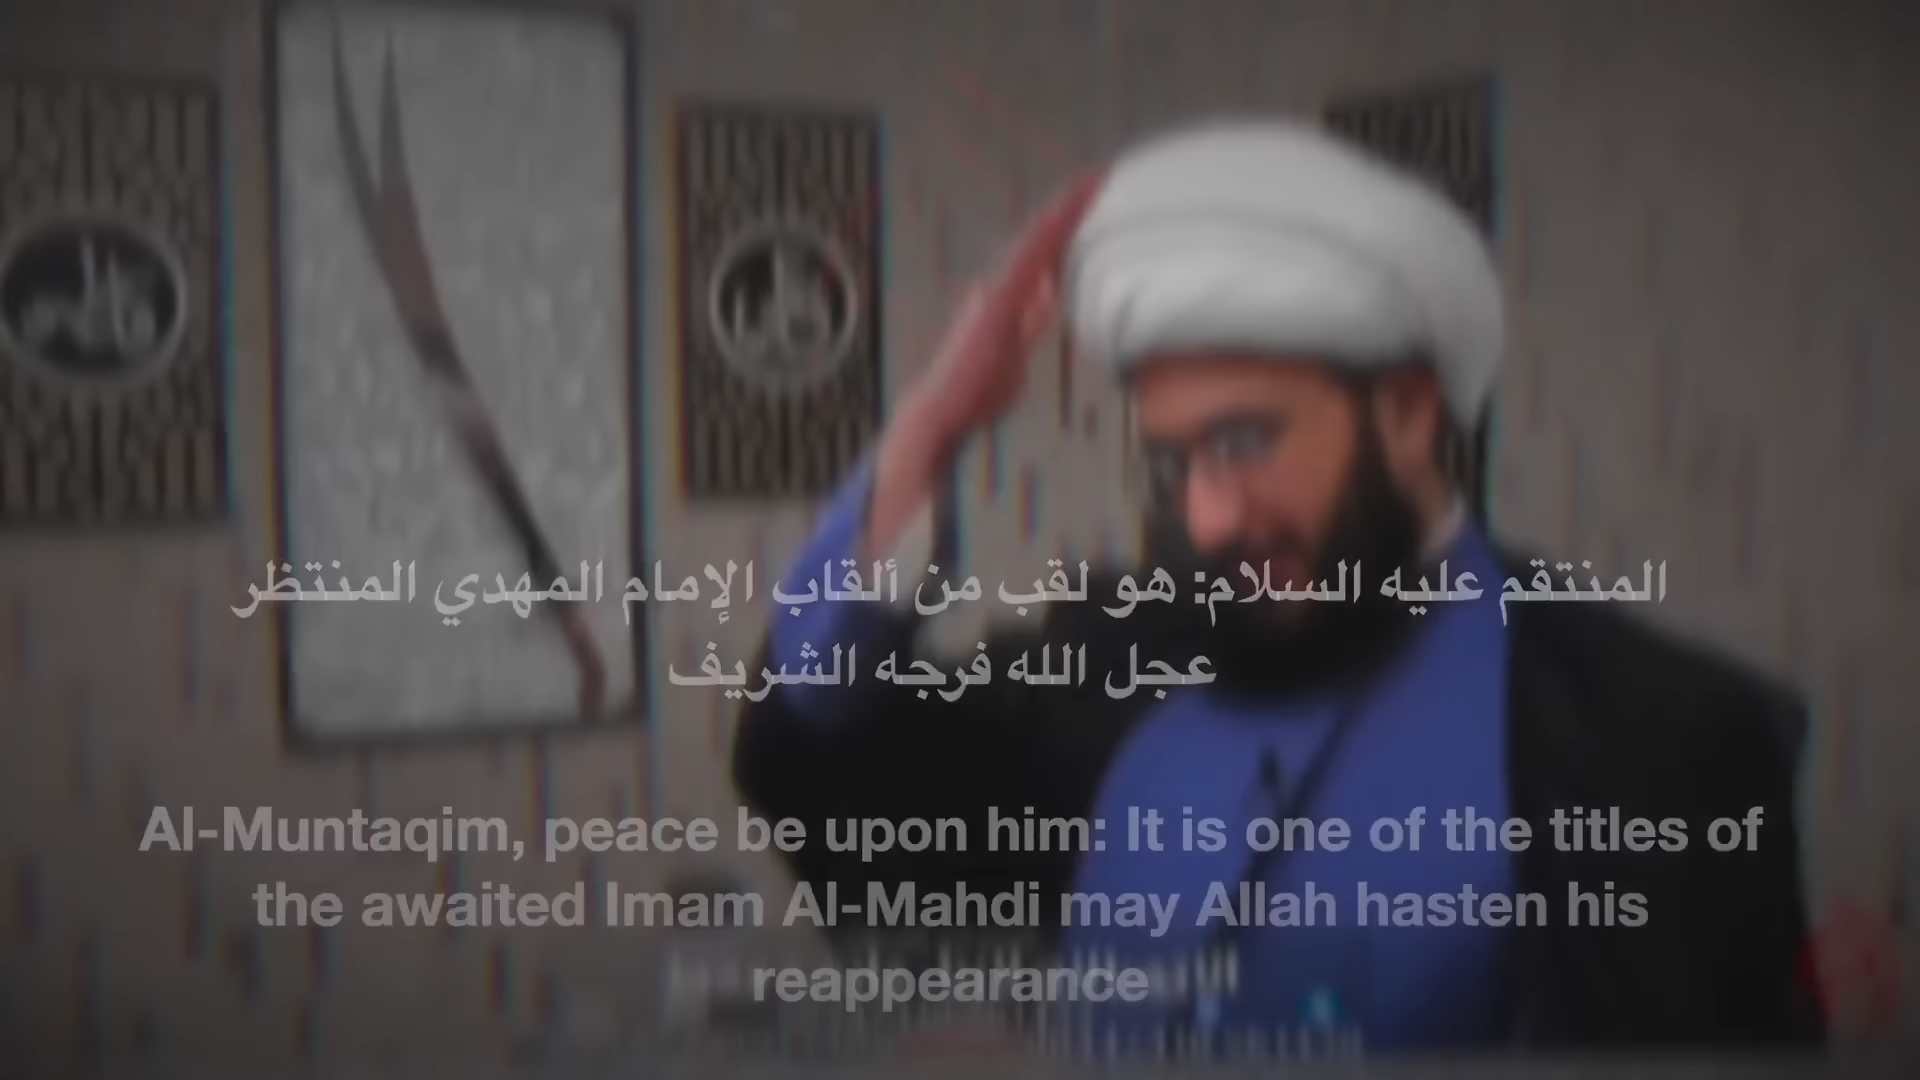 المنتقم عليه السلام: هو لقب من ألقاب الإمام المهدي المنتظر
عجل الله فرجه الشريف
Al-Muntaqim, peace be upon him: It is one of the titles of
the awaited Imam Al-Mahdi may Allah hasten his
reappearance